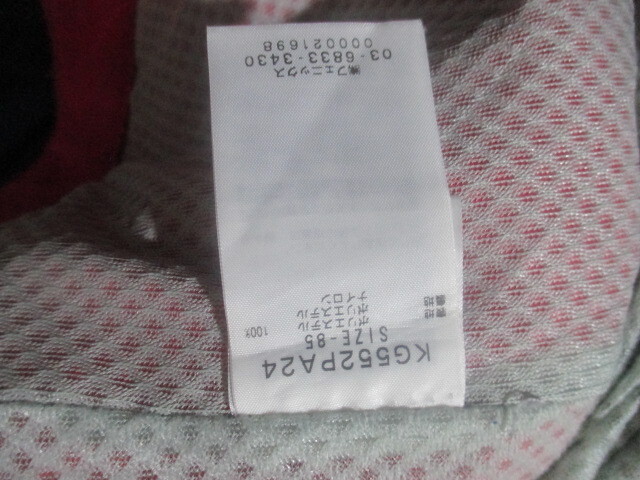 KG552PA24
SIZE-85
ポリエステル 100%
ポリエステル
ナイロン
㈱フェニックス
03-6833-3430
000021698